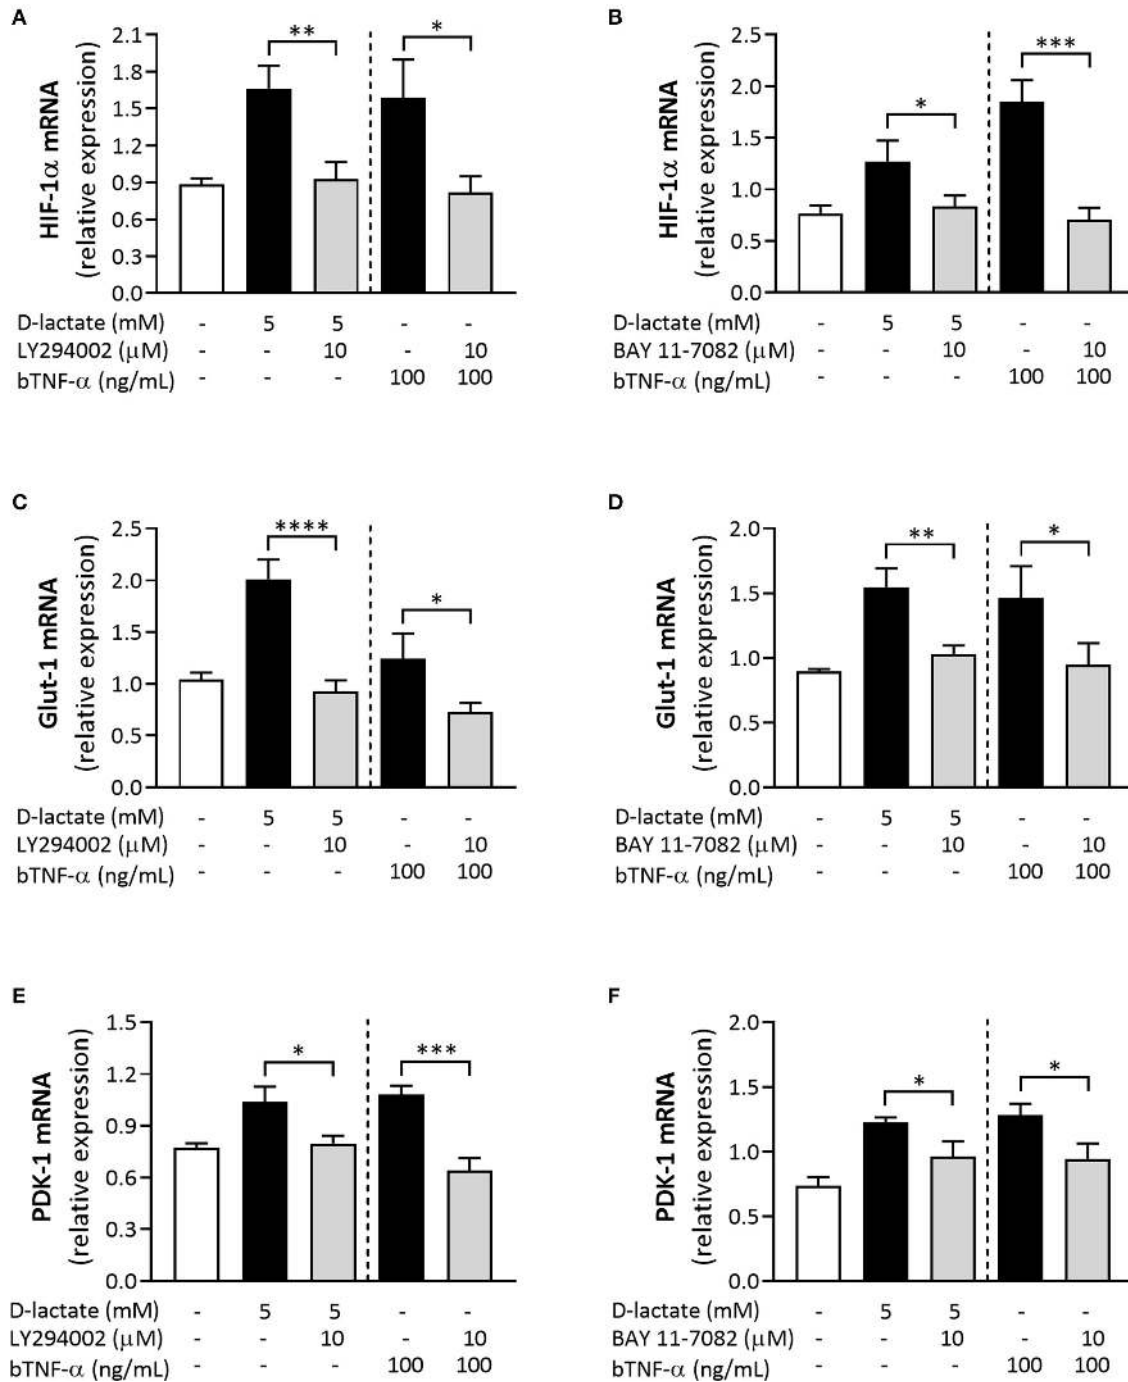 A
HIF-1α mRNA
(relative expression)
2.1
1.8
1.5
1.2
0.9
0.6
0.3
0.0
** *
D-lactate (mM) - 5 5 - -
LY294002 (μM) - - 10 - 10
bTNF-α (ng/mL) - - - 100 100
B
HIF-1α mRNA
(relative expression)
2.5
2.0
1.5
1.0
0.5
0.0
* ***
D-lactate (mM) - 5 5 - -
BAY 11-7082 (μM) - - 10 - 10
bTNF-α (ng/mL) - - - 100 100
C
Glut-1 mRNA
(relative expression)
2.5
2.0
1.5
1.0
0.5
0.0
**** *
D-lactate (mM) - 5 5 - -
LY294002 (μM) - - 10 - 10
bTNF-α (ng/mL) - - - 100 100
D
Glut-1 mRNA
(relative expression)
2.0
1.5
1.0
0.5
0.0
** *
D-lactate (mM) - 5 5 - -
BAY 11-7082 (μM) - - 10 - 10
bTNF-α (ng/mL) - - - 100 100
E
PDK-1 mRNA
(relative expression)
1.5
1.2
0.9
0.6
0.3
0.0
* ***
D-lactate (mM) - 5 5 - -
LY294002 (μM) - - 10 - 10
bTNF-α (ng/mL) - - - 100 100
F
PDK-1 mRNA
(relative expression)
2.0
1.5
1.0
0.5
0.0
* *
D-lactate (mM) - 5 5 - -
BAY 11-7082 (μM) - - 10 - 10
bTNF-α (ng/mL) - - - 100 100